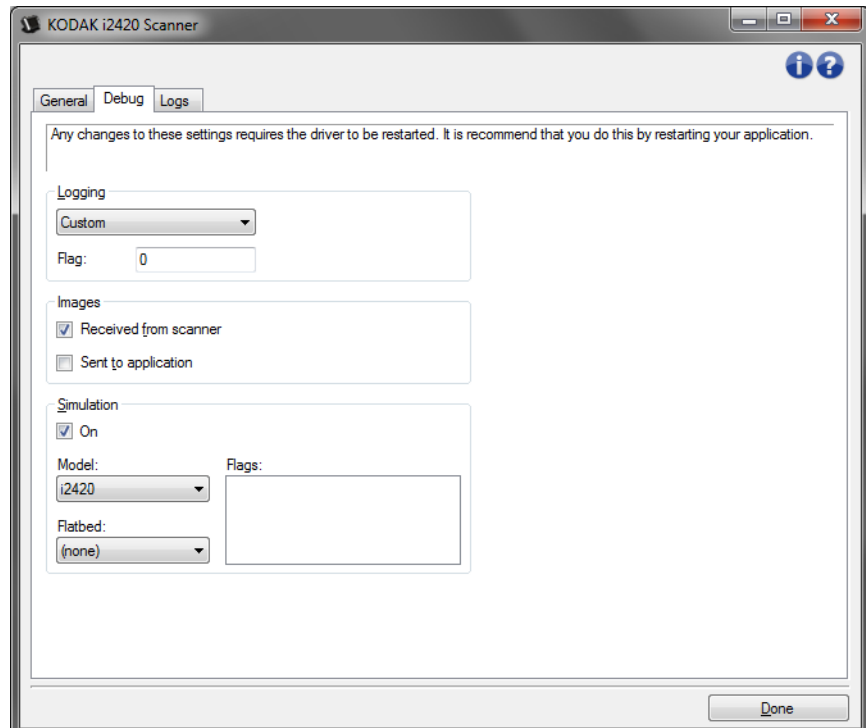 KODAK i2420 Scanner
General Debug Logs
Any changes to these settings requires the driver to be restarted. It is recommend that you do this by restarting your application.
Logging
Custom
Flag: 0
Images
Received from scanner
Sent to application
Simulation
On
Model: Flags:
i2420
Flatbed:
(none)
Done